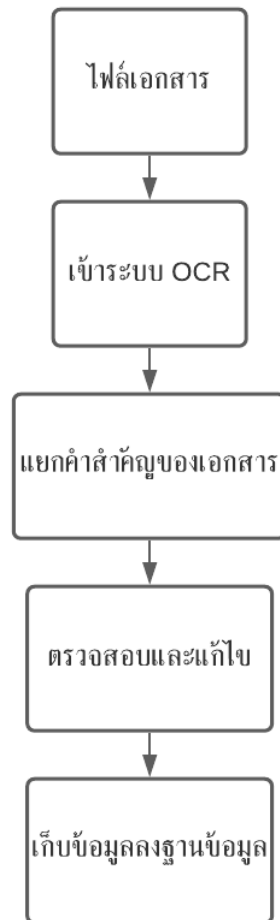 ไฟล์เอกสาร
เข้าระบบ OCR
แยกคำสำคัญของเอกสาร
ตรวจสอบและแก้ไข
เก็บข้อมูลลงฐานข้อมูล